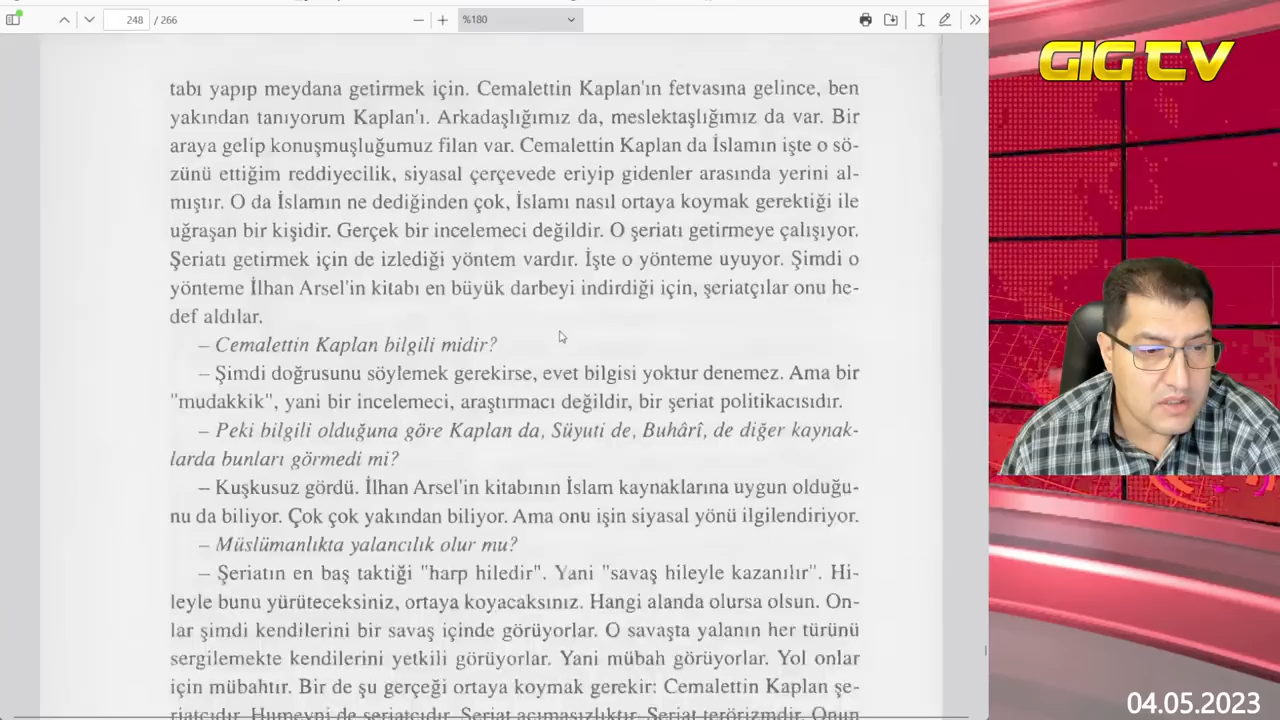 248 / 266
%180
GIG TV
tabı yapıp meydana getirmek için. Cemalettin Kaplan'ın fetvasına gelince, ben
yakından tanıyorum Kaplan'ı. Arkadaşlığımız da, meslektaşlığımız da var. Bir
araya gelip konuşmuşluğumuz filan var. Cemalettin Kaplan da İslamın işte o sö-
zünü ettiğim reddiyecilik, siyasal çerçevede eriyip gidenler arasında yerini al-
mıştır. O da İslamın ne dediğinden çok, İslamı nasıl ortaya koymak gerektiği ile
uğraşan bir kişidir. Gerçek bir incelemeci değildir. O şeriatı getirmeye çalışıyor.
Şeriatı getirmek için de izlediği yöntem vardır. İşte o yönteme uyuyor. Şimdi o
yönteme İlhan Arsel'in kitabı en büyük darbeyi indirdiği için, şeriatçılar onu he-
def aldılar.
– Cemalettin Kaplan bilgili midir?
– Şimdi doğrusunu söylemek gerekirse, evet bilgisi yoktur denemez. Ama bir
"mudakkik", yani bir incelemeci, araştırmacı değildir, bir şeriat politikacısıdır.
– Peki bilgili olduğuna göre Kaplan da, Süyuti de, Buhârî, de diğer kaynak-
larda bunları görmedi mi?
– Kuşkusuz gördü. İlhan Arsel'in kitabının İslam kaynaklarına uygun olduğu-
nu da biliyor. Çok çok yakından biliyor. Ama onu işin siyasal yönü ilgilendiriyor.
– Müslümanlıkta yalancılık olur mu?
– Şeriatın en baş taktiği "harp hiledir". Yani "savaş hileyle kazanılır". Hi-
leyle bunu yürüteceksiniz, ortaya koyacaksınız. Hangi alanda olursa olsun. On-
lar şimdi kendilerini bir savaş içinde görüyorlar. O savaşta yalanın her türünü
sergilemekte kendilerini yetkili görüyorlar. Yani mübah görüyorlar. Yol onlar
için mübahtır. Bir de şu gerçeği ortaya koymak gerekir: Cemalettin Kaplan şe-
riatçıdır. Humeyni de şeriatçıdır. Şeriat acımasızlıktır. Şeriat terörizmdir. Onun
04.05.2023